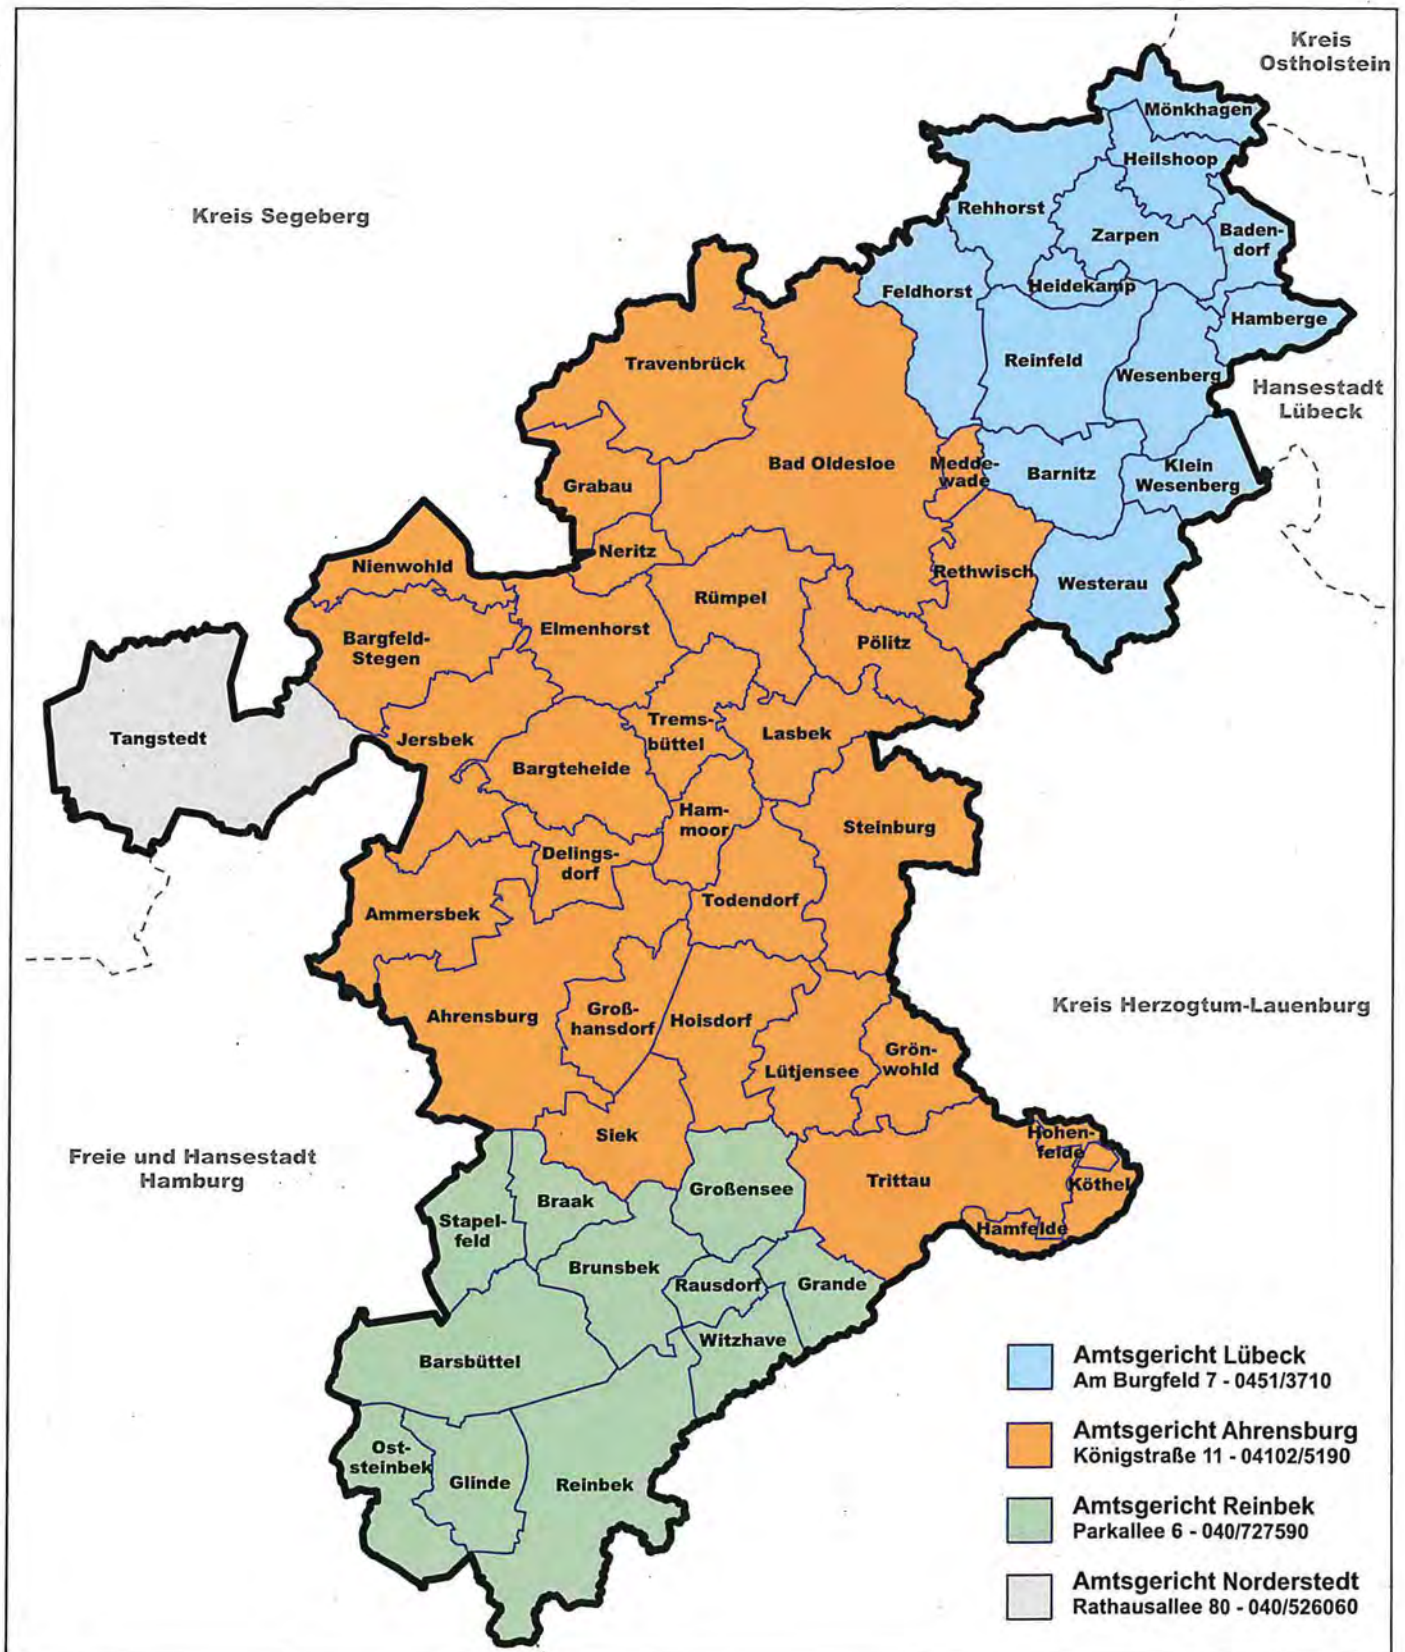 Kreis
Ostholstein
Mönkhagen
Heilshoop
Kreis Segeberg
Rehhorst
Zarpen
Baden-
dorf
Feldhorst
Heidekamp
Hamberge
Travenbrück
Reinfeld
Wesenberg
Hansestadt
Lübeck
Bad Oldesloe
Medde-
wade
Barnitz
Klein
Wesenberg
Grabau
Neritz
Nienwohld
Rethwisch
Westerau
Rümpel
Elmenhorst
Bargfeld-
Stegen
Pölitz
Tangstedt
Jersbek
Trems-
büttel
Lasbek
Bargteheide
Ham-
moor
Steinburg
Delings-
dorf
Todendorf
Ammersbek
Kreis Herzogtum-Lauenburg
Ahrensburg
Groß-
hansdorf
Hoisdorf
Lütjensee
Grön-
wohld
Siek
Hohen-
felde
Freie und Hansestadt
Hamburg
Großensee
Trittau
Köthel
Braak
Stapel-
feld
Hamfelde
Brunsbek
Rausdorf
Grande
Witzhave
Barsbüttel
Ost-
steinbek
Glinde
Reinbek
Amtsgericht Lübeck
Am Burgfeld 7 - 0451/3710
Amtsgericht Ahrensburg
Königstraße 11 - 04102/5190
Amtsgericht Reinbek
Parkallee 6 - 040/727590
Amtsgericht Norderstedt
Rathausallee 80 - 040/526060